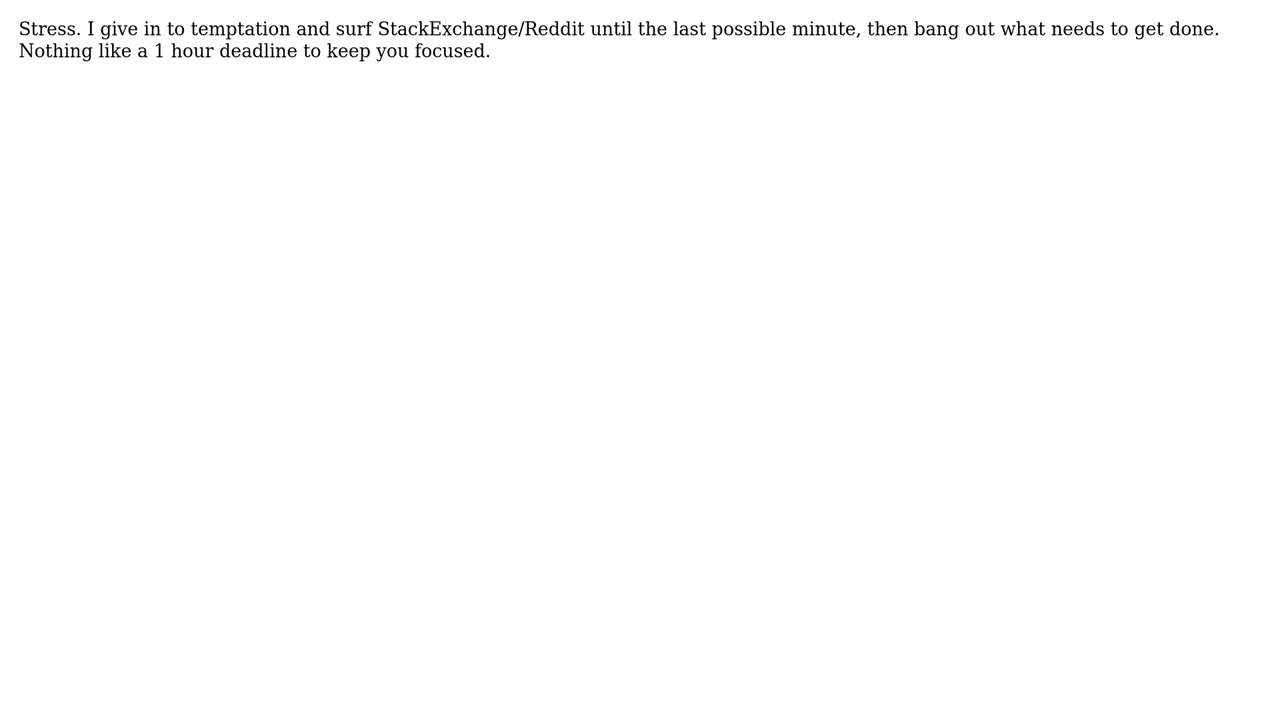 Stress. I give in to temptation and surf StackExchange/Reddit until the last possible minute, then bang out what needs to get done.
Nothing like a 1 hour deadline to keep you focused.